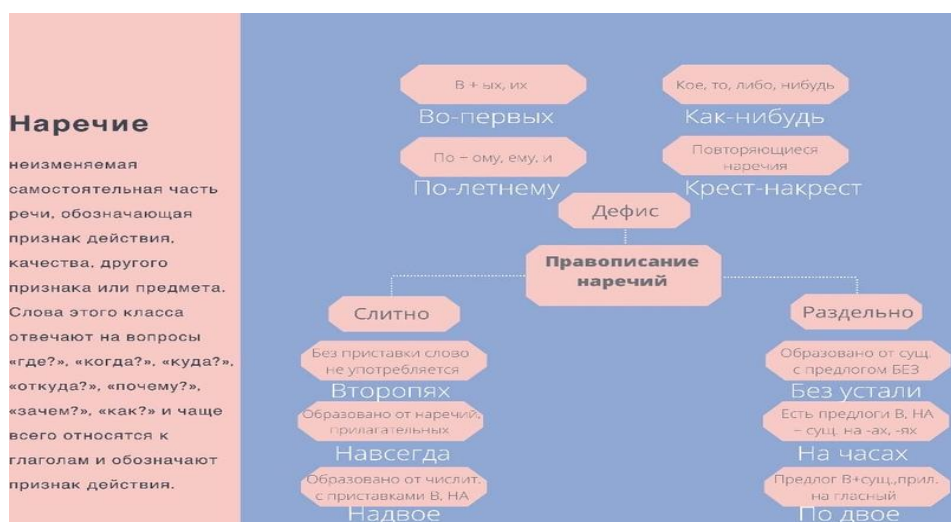 Наречие
неизменяемая
самостоятельная часть
речи, обозначающая
признак действия,
качества, другого
признака или предмета.
Слова этого класса
отвечают на вопросы
«где?», «когда?», «куда?»,
«откуда?», «почему?»,
«зачем?», «как?» и чаще
всего относятся к
глаголам и обозначают
признак действия.
В + ых, их
Во-первых
Кое, то, либо, нибудь
Как-нибудь
По + ому, ему, и
По-летнему
Повторяющиеся
наречия
Крест-накрест
Дефис
Правописание
наречий
Слитно
Без приставки слово
не употребляется
Второпях
Образовано от наречий,
прилагательных
Навсегда
Образовано от числит.
с приставками В, НА
Надвое
Раздельно
Образовано от сущ.
с предлогом БЕЗ
Без устали
Есть предлоги В, НА
– сущ. на -ах, -ях
На часах
Предлог В+сущ.,прил.
на гласный
По двое